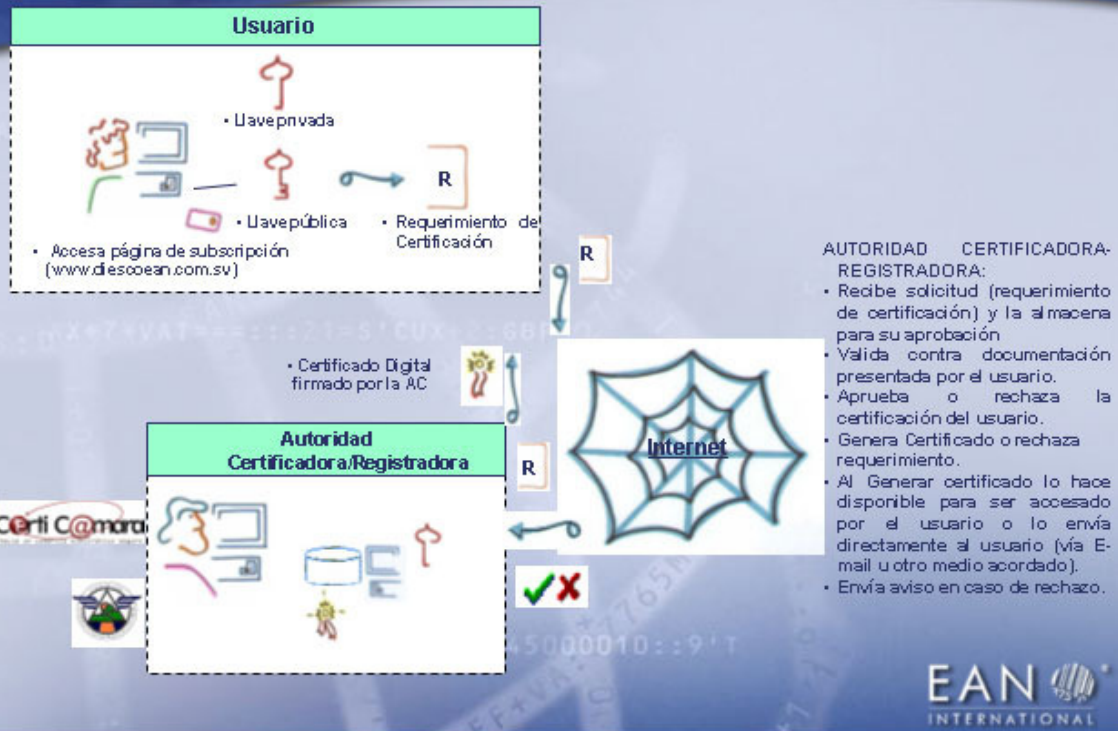 Usuario
• Llave privada
R
• Llave pública
• Requerimiento de
Certificación
• Accesa página de subscripción
(www.diescoean.com.sv)
R
• Certificado Digital
firmado por la AC
Autoridad
Certificadora/Registradora
R
Internet
Certi C@mara
AUTORIDAD CERTIFICADORA-
REGISTRADORA:
• Recibe solicitud (requerimiento
de certificación) y la almacena
para su aprobación
• Valida contra documentación
presentada por el usuario.
• Aprueba o rechaza la
certificación del usuario.
• Genera Certificado o rechaza
requerimiento.
• Al Generar certificado lo hace
disponible para ser accesado
por el usuario o lo envía
directamente al usuario (vía E-
mail u otro medio acordado).
• Envía aviso en caso de rechazo.
45000010::9'T
EAN
INTERNATIONAL